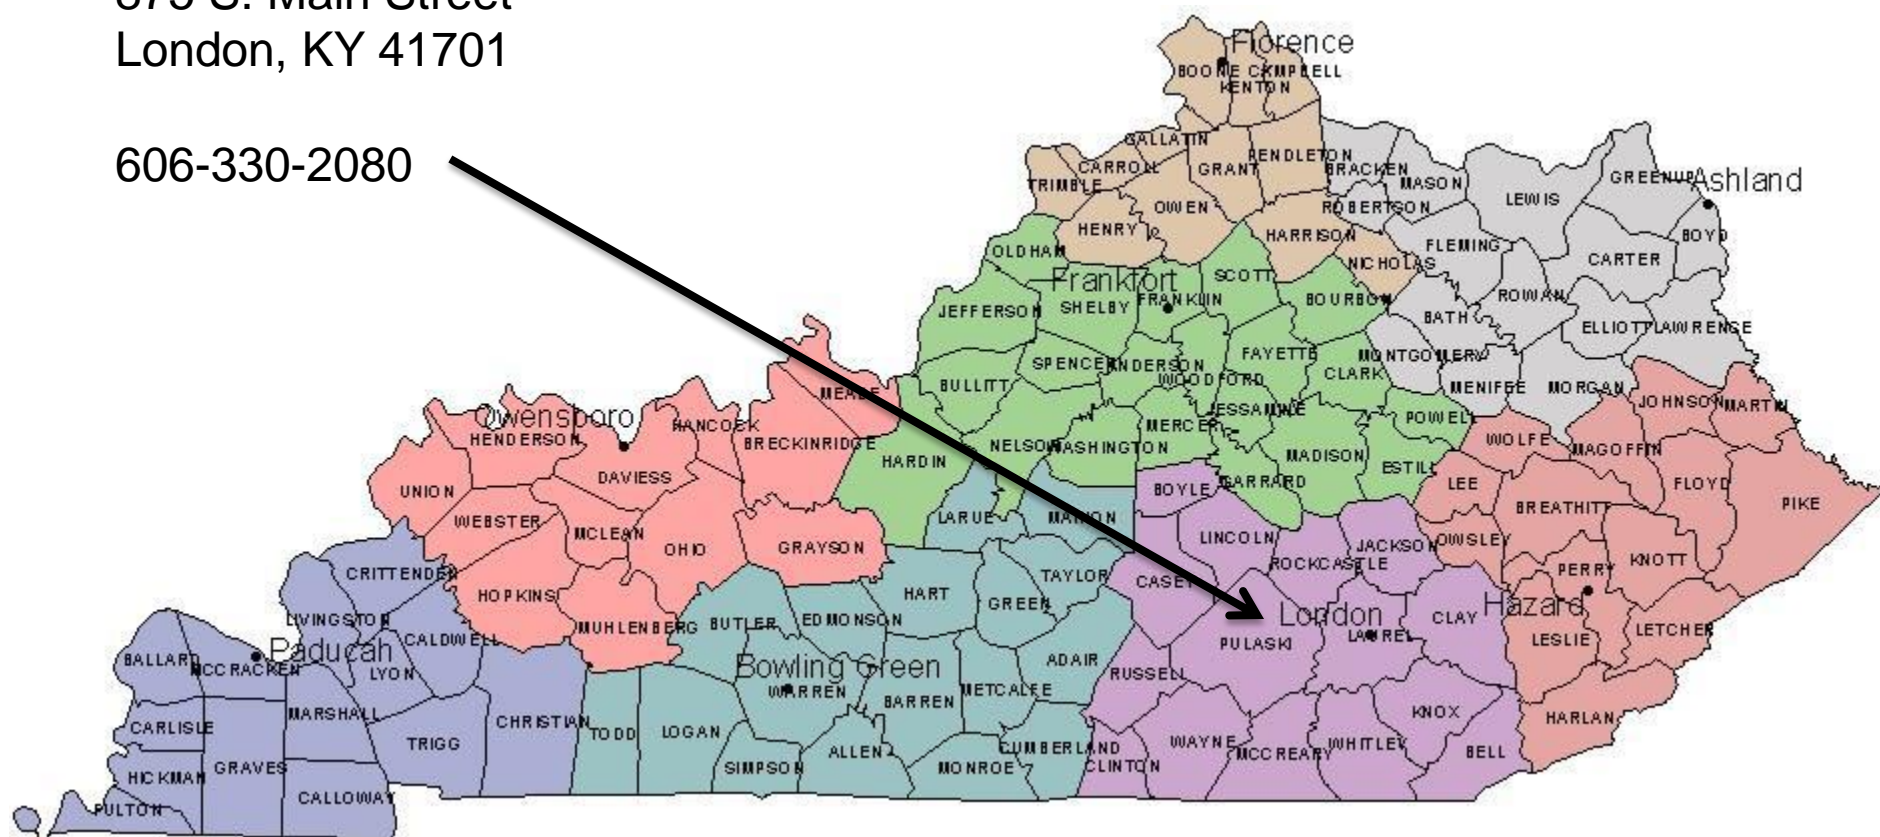 875 S. Main Street
London, KY 41701
606-330-2080
Florence
BOONE CAMPBELL
KENTON
GALLATIN
CARROLL
GRANT
PENDLETON
TRIMBLE
OWEN
HENRY
HARRISON
NICHOLAS
BRACKEN
MASON
ROBERTSON
LEWIS
GREENUP
Ashland
BOYD
FLEMING
CARTER
ROWAN
BATH
ELLIOTT
LAWRENCE
MONTGOMERY
MENIFEE
MORGAN
OLDHAM
Frankfort
SCOTT
JEFFERSON
SHELBY
FRANKLIN
BOURBON
SPENCER
ANDERSON
FAYETTE
WOODFORD
CLARK
BULLITT
JESSAMINE
POWELL
MERCER
NELSON
WASHINGTON
MADISON
ESTILL
HARDIN
GARRARD
MEADE
Owensboro
HANCOCK
HENDERSON
BRECKINRIDGE
DAVIESS
UNION
WEBSTER
MCLEAN
OHIO
GRAYSON
HOPKINS
MUHLENBERG
JOHNSON
MARTIN
WOLFE
MAGOFFIN
LEE
FLOYD
PIKE
BREATHITT
OWSLEY
KNOTT
PERRY
Hazard
LESLIE
LETCHER
HARLAN
BOYLE
LINCOLN
JACKSON
ROCKCASTLE
CASEY
London
CLAY
LAUREL
PULASKI
RUSSELL
KNOX
WAYNE
MCCREARY
WHITLEY
BELL
CLINTON
LARUE
MARION
TAYLOR
HART
GREEN
BUTLER
EDMONSON
Bowling Green
ADAIR
WARREN
METCALFE
BARREN
TODD
LOGAN
ALLEN
CUMBERLAND
SIMPSON
MONROE
CRITTENDEN
LIVINGSTON
CALDWELL
Paducah
BALLARD
MCCRACKEN
LYON
CARLISLE
MARSHALL
CHRISTIAN
TRIGG
HICKMAN
GRAVES
CALLOWAY
FULTON